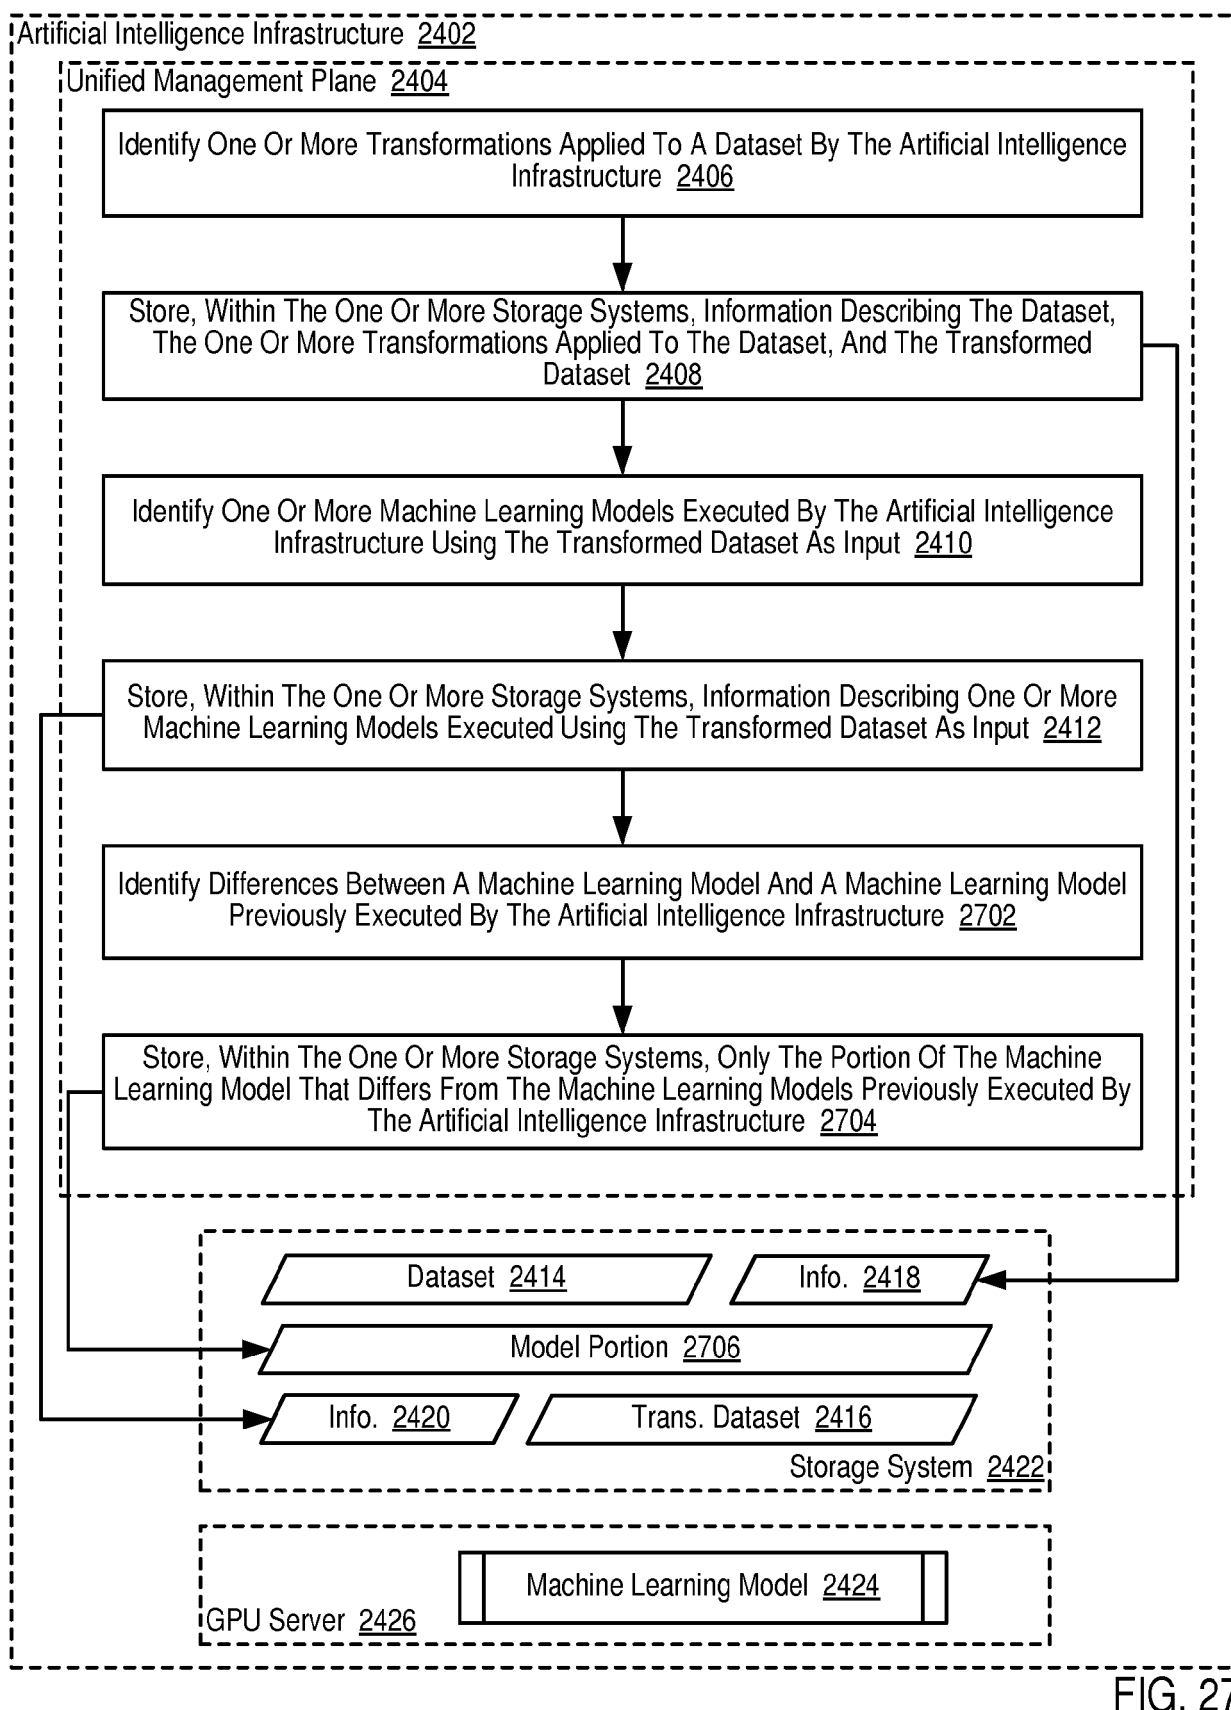 Artificial Intelligence Infrastructure 2402
Unified Management Plane 2404
Identify One Or More Transformations Applied To A Dataset By The Artificial Intelligence
Infrastructure 2406
Store, Within The One Or More Storage Systems, Information Describing The Dataset,
The One Or More Transformations Applied To The Dataset, And The Transformed
Dataset 2408
Identify One Or More Machine Learning Models Executed By The Artificial Intelligence
Infrastructure Using The Transformed Dataset As Input 2410
Store, Within The One Or More Storage Systems, Information Describing One Or More
Machine Learning Models Executed Using The Transformed Dataset As Input 2412
Identify Differences Between A Machine Learning Model And A Machine Learning Model
Previously Executed By The Artificial Intelligence Infrastructure 2702
Store, Within The One Or More Storage Systems, Only The Portion Of The Machine
Learning Model That Differs From The Machine Learning Models Previously Executed By
The Artificial Intelligence Infrastructure 2704
Dataset 2414
Info. 2418
Model Portion 2706
Info. 2420
Trans. Dataset 2416
Storage System 2422
Machine Learning Model 2424
GPU Server 2426
FIG. 27